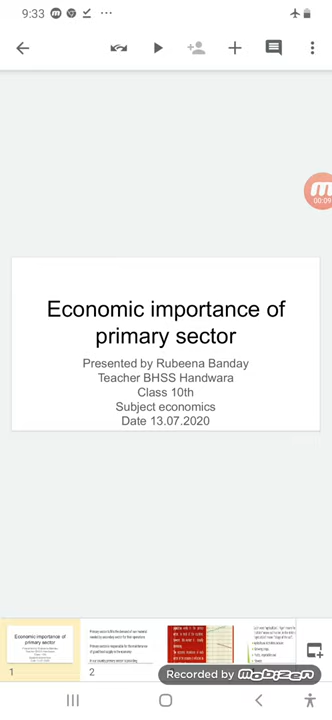 9:33
00:09
Economic importance of
primary sector
Presented by Rubeena Banday
Teacher BHSS Handwara
Class 10th
Subject economics
Date 13.07.2020
Economic importance of
primary sector
1
2
Recorded by mobizen